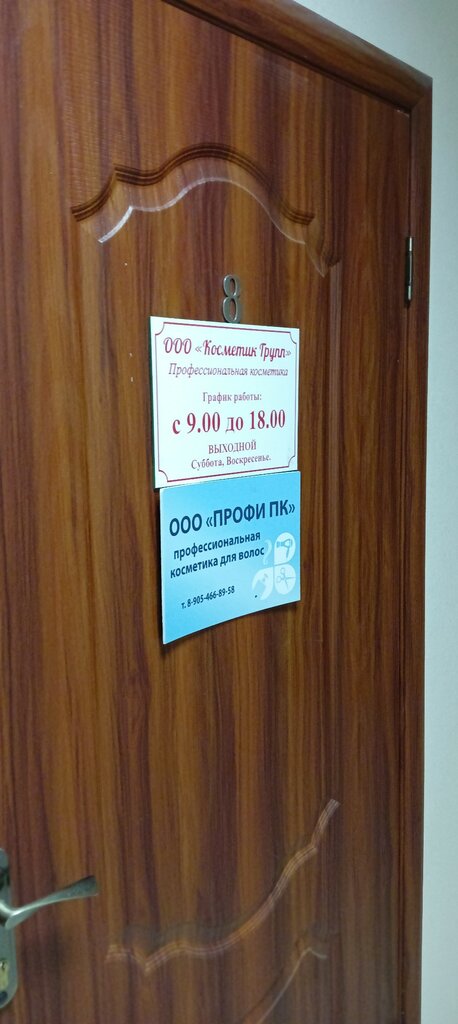 8
ООО «Косметик Групп»
Профессиональная косметика
График работы:
с 9.00 до 18.00
ВЫХОДНОЙ
Суббота, Воскресенье.
ООО «ПРОФИ ПК»
профессиональная
косметика для волос
т. 8-905-466-89-58